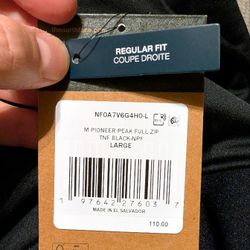 REGULAR FIT
COUPE DROITE
NF0A7V6G4H0-L
M PIONEER PEAK FULL ZIP
TNF BLACK-NPF
LARGE
1 97642 27603 7
MADE IN EL SALVADOR
110.00